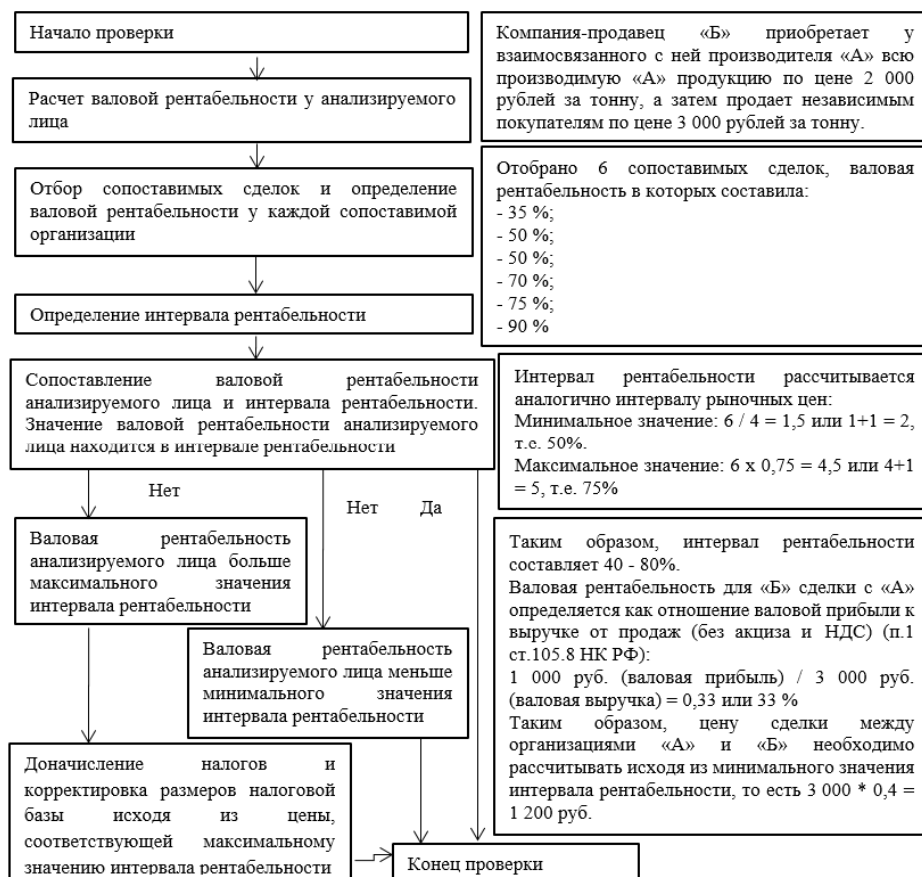 Начало проверки
Расчет валовой рентабельности у анализируемого
лица
Отбор сопоставимых сделок и определение
валовой рентабельности у каждой сопоставимой
организации
Определение интервала рентабельности
Сопоставление валовой рентабельности
анализируемого лица и интервала рентабельности.
Значение валовой рентабельности анализируемого
лица находится в интервале рентабельности
Нет
Нет Да
Валовая рентабельность
анализируемого лица больше
максимального значения
интервала рентабельности
Валовая рентабельность
анализируемого лица меньше
минимального значения
интервала рентабельности
Доначисление налогов и
корректировка размеров налоговой
базы исходя из цены,
соответствующей максимальному
значению интервала рентабельности
Конец проверки
Компания-продавец «Б» приобретает у
взаимосвязанного с ней производителя «А» всю
производимую «А» продукцию по цене 2 000
рублей за тонну, а затем продает независимым
покупателям по цене 3 000 рублей за тонну.
Отобрано 6 сопоставимых сделок, валовая
рентабельность в которых составила:
- 35 %;
- 50 %;
- 50 %;
- 70 %;
- 75 %;
- 90 %
Интервал рентабельности рассчитывается
аналогично интервалу рыночных цен:
Минимальное значение: 6 / 4 = 1,5 или 1+1 = 2,
т.е. 50%.
Максимальное значение: 6 х 0,75 = 4,5 или 4+1
= 5, т.е. 75%
Таким образом, интервал рентабельности
составляет 40 - 80%.
Валовая рентабельность для «Б» сделки с «А»
определяется как отношение валовой прибыли к
выручке от продаж (без акциза и НДС) (п.1
ст.105.8 НК РФ):
1 000 руб. (валовая прибыль) / 3 000 руб.
(валовая выручка) = 0,33 или 33 %
Таким образом, цену сделки между
организациями «А» и «Б» необходимо
рассчитывать исходя из минимального значения
интервала рентабельности, то есть 3 000 * 0,4 =
1 200 руб.